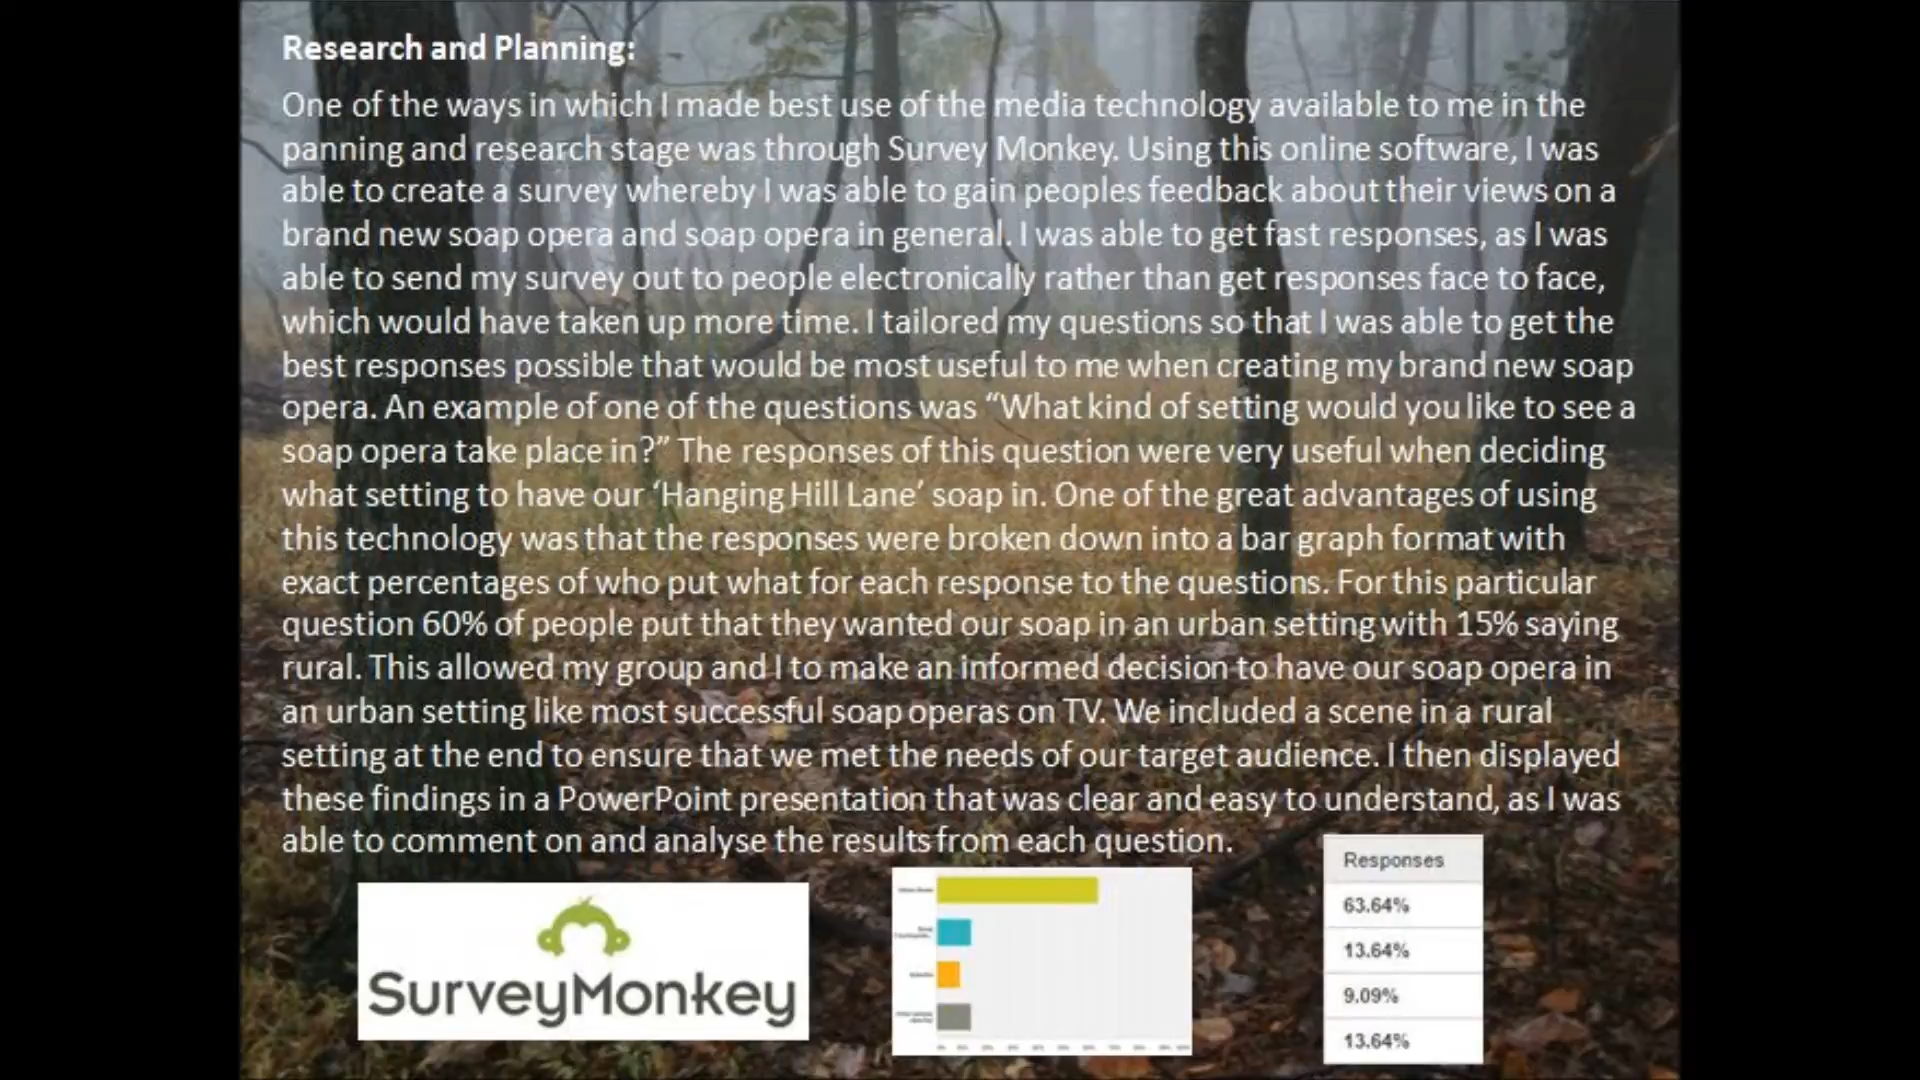 Research and Planning:
One of the ways in which I made best use of the media technology available to me in the
panning and research stage was through Survey Monkey. Using this online software, I was
able to create a survey whereby I was able to gain peoples feedback about their views on a
brand new soap opera and soap opera in general. I was able to get fast responses, as I was
able to send my survey out to people electronically rather than get responses face to face,
which would have taken up more time. I tailored my questions so that I was able to get the
best responses possible that would be most useful to me when creating my brand new soap
opera. An example of one of the questions was “What kind of setting would you like to see a
soap opera take place in?” The responses of this question were very useful when deciding
what setting to have our ‘Hanging Hill Lane’ soap in. One of the great advantages of using
this technology was that the responses were broken down into a bar graph format with
exact percentages of who put what for each response to the questions. For this particular
question 60% of people put that they wanted our soap in an urban setting with 15% saying
rural. This allowed my group and I to make an informed decision to have our soap opera in
an urban setting like most successful soap operas on TV. We included a scene in a rural
setting at the end to ensure that we met the needs of our target audience. I then displayed
these findings in a PowerPoint presentation that was clear and easy to understand, as I was
able to comment on and analyse the results from each question.
SurveyMonkey
Responses
63.64%
13.64%
9.09%
13.64%